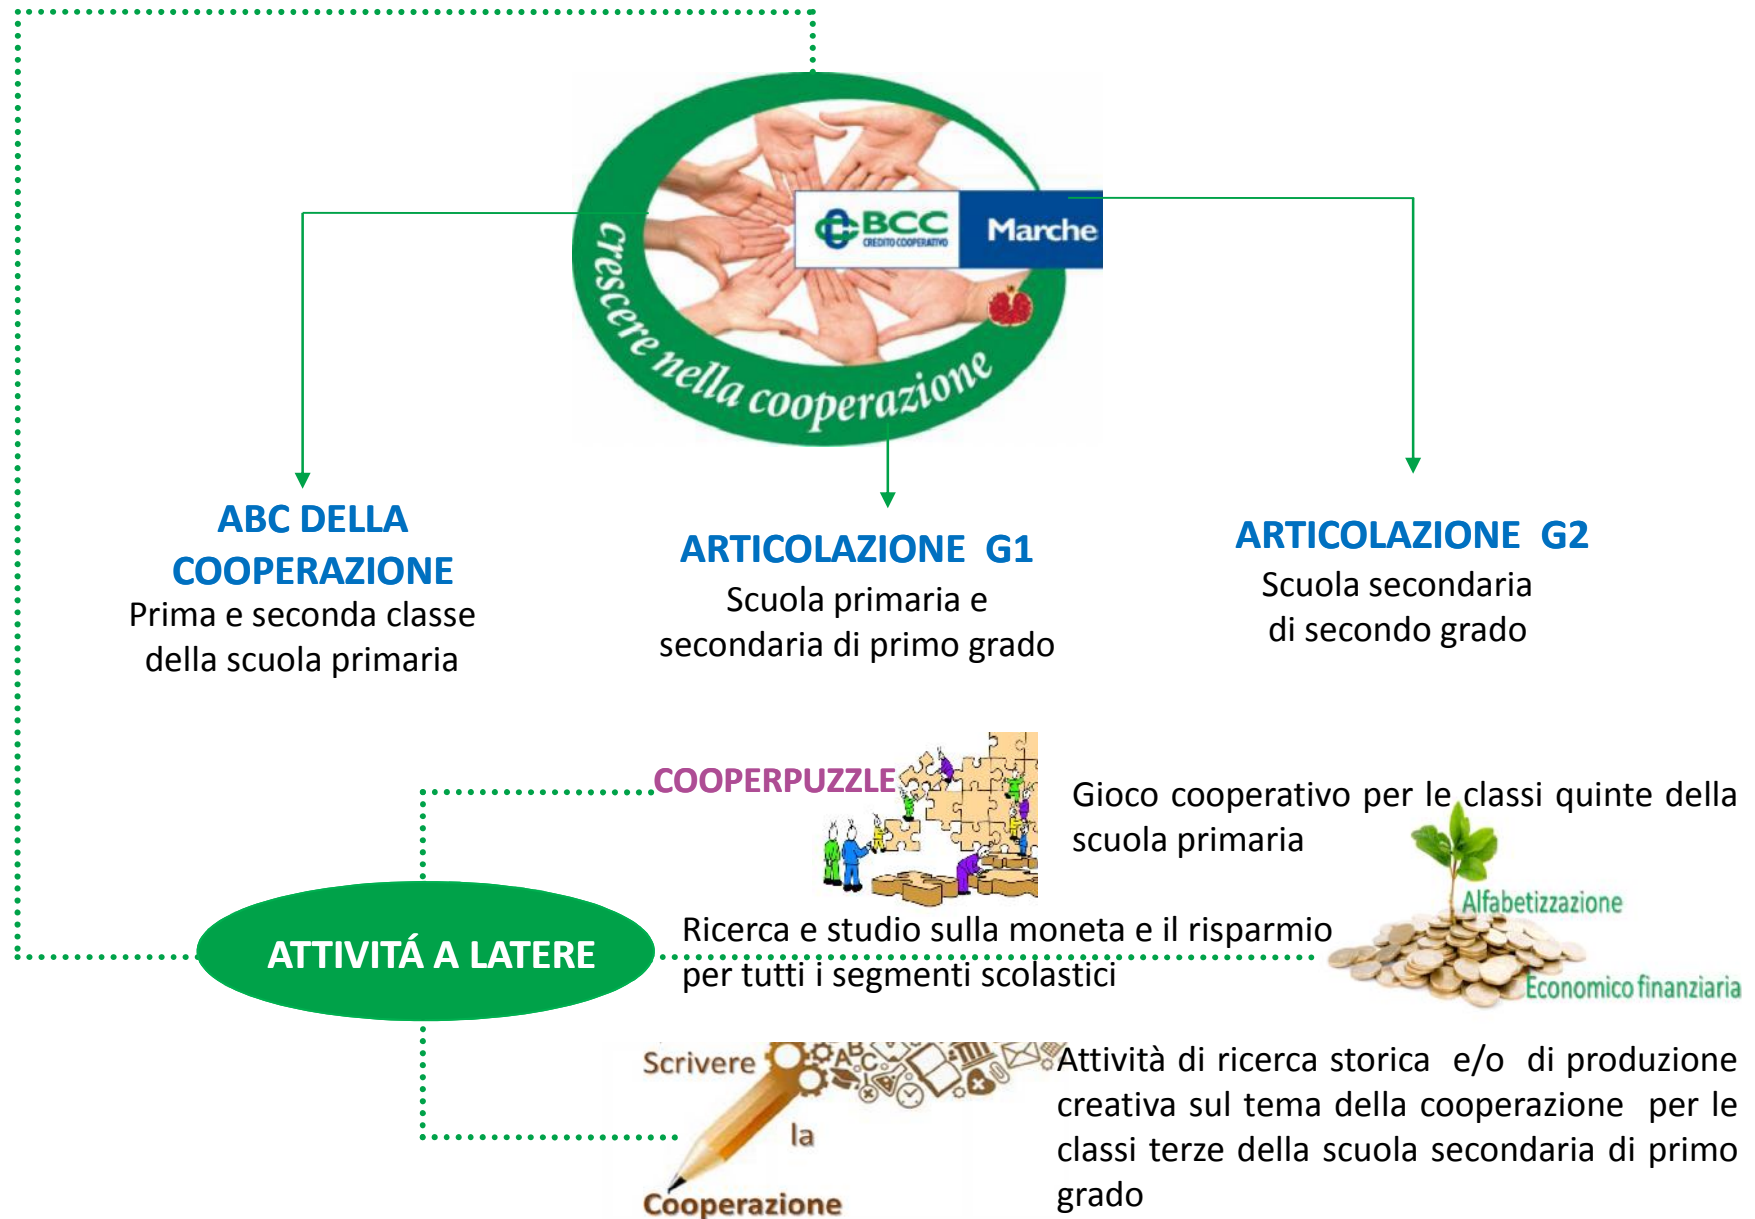 BCC
CREDITO COOPERATIVO
Marche
crescere nella cooperazione
ABC DELLA
COOPERAZIONE
Prima e seconda classe
della scuola primaria
ARTICOLAZIONE G1
Scuola primaria e
secondaria di primo grado
ARTICOLAZIONE G2
Scuola secondaria
di secondo grado
COOPERPUZZLE
Gioco cooperativo per le classi quinte della
scuola primaria
ATTIVITÁ A LATERE
Ricerca e studio sulla moneta e il risparmio
per tutti i segmenti scolastici
Alfabetizzazione
Economico finanziaria
Scrivere
la
Cooperazione
Attività di ricerca storica e/o di produzione
creativa sul tema della cooperazione per le
classi terze della scuola secondaria di primo
grado